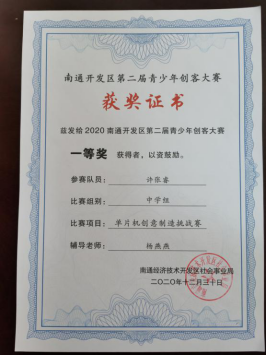 南通开发区第二届青少年创客大赛
获奖证书
兹发给2020南通开发区第二届青少年创客大赛
一等奖 获得者，以资鼓励。
参赛队员：许张睿
比赛组别：中学组
比赛项目：单片机创意制造挑战赛
辅导老师：杨燕燕
南通经济技术开发区社会事业局
二〇二〇年十二月三十日